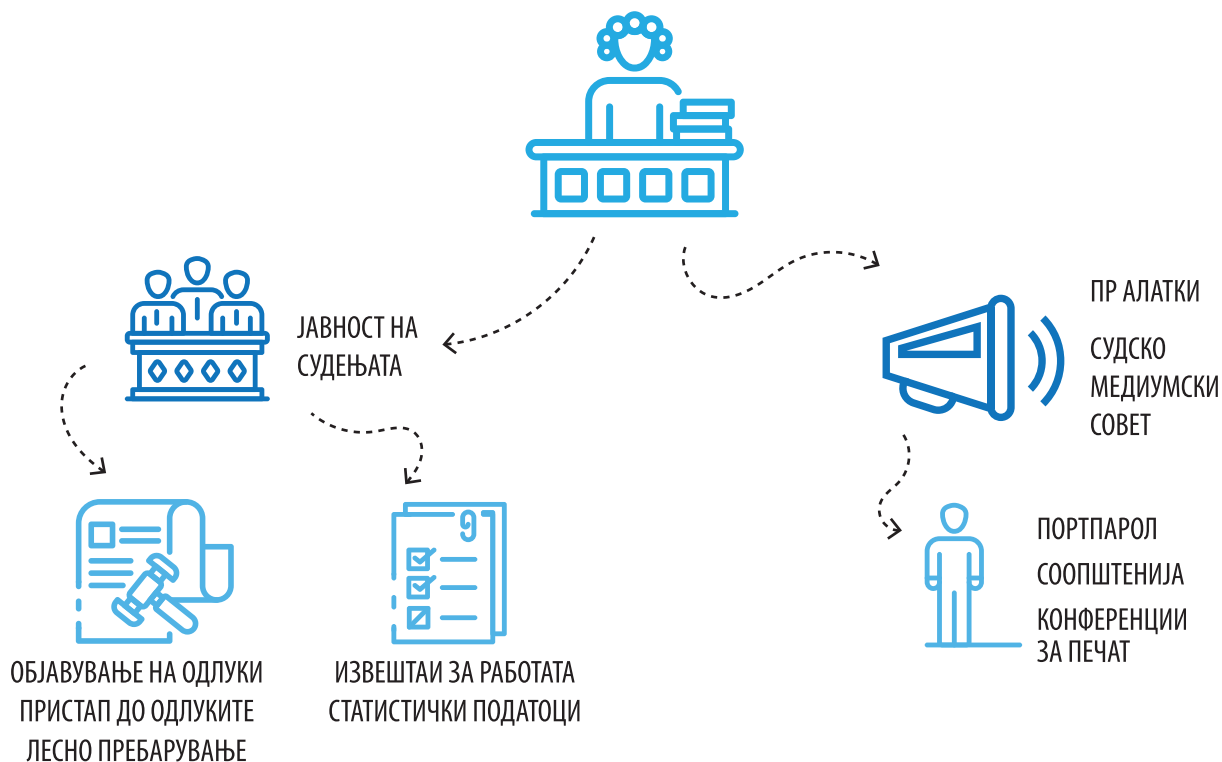 ЈАВНОСТ НА
СУДЕЊАТА
ПР АЛАТКИ
СУДСКО
МЕДИУМСКИ
СОВЕТ
ОБЈАВУВАЊЕ НА ОДЛУКИ
ПРИСТАП ДО ОДЛУКИТЕ
ЛЕСНО ПРЕБАРУВАЊЕ
ИЗВЕШТАИ ЗА РАБОТАТА
СТАТИСТИЧКИ ПОДАТОЦИ
ПОРТПАРОЛ
СООПШТЕНИЈА
КОНФЕРЕНЦИИ
ЗА ПЕЧАТ